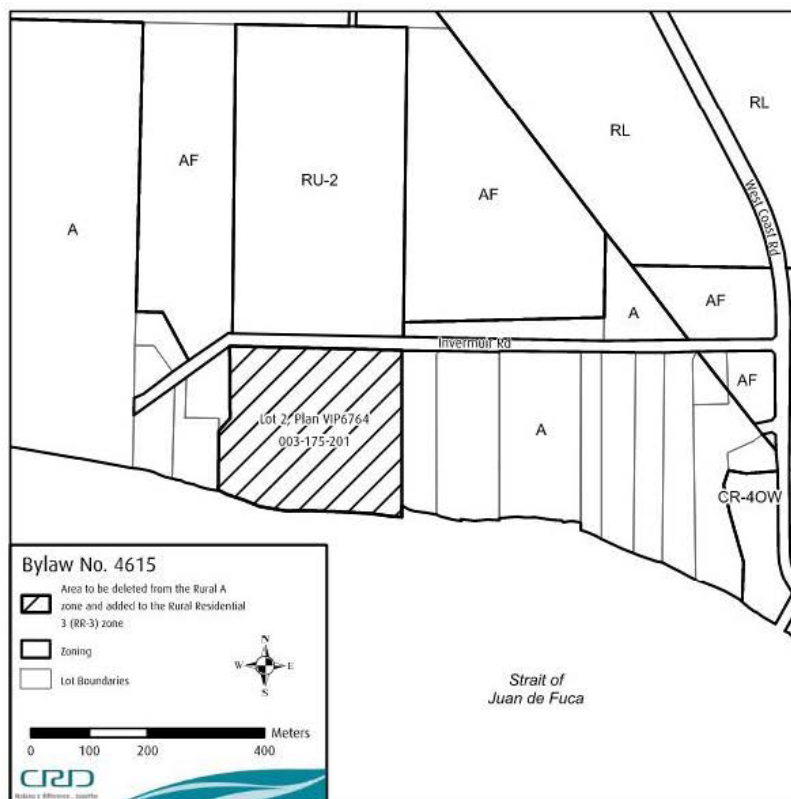 RL
RL
AF
RU-2
AF
A
West Coast Rd
AF
A
Invermuir Rd
AF
Lot 2, Plan VIP6764
003-175-201
A
CR-4OW
Bylaw No. 4615
Area to be deleted from the Rural A
zone and added to the Rural Residential
3 (RR-3) zone
Zoning
Lot Boundaries
N
W E
S
Meters
0 100 200 400
Strait of
Juan de Fuca
CRD
Making a difference...together